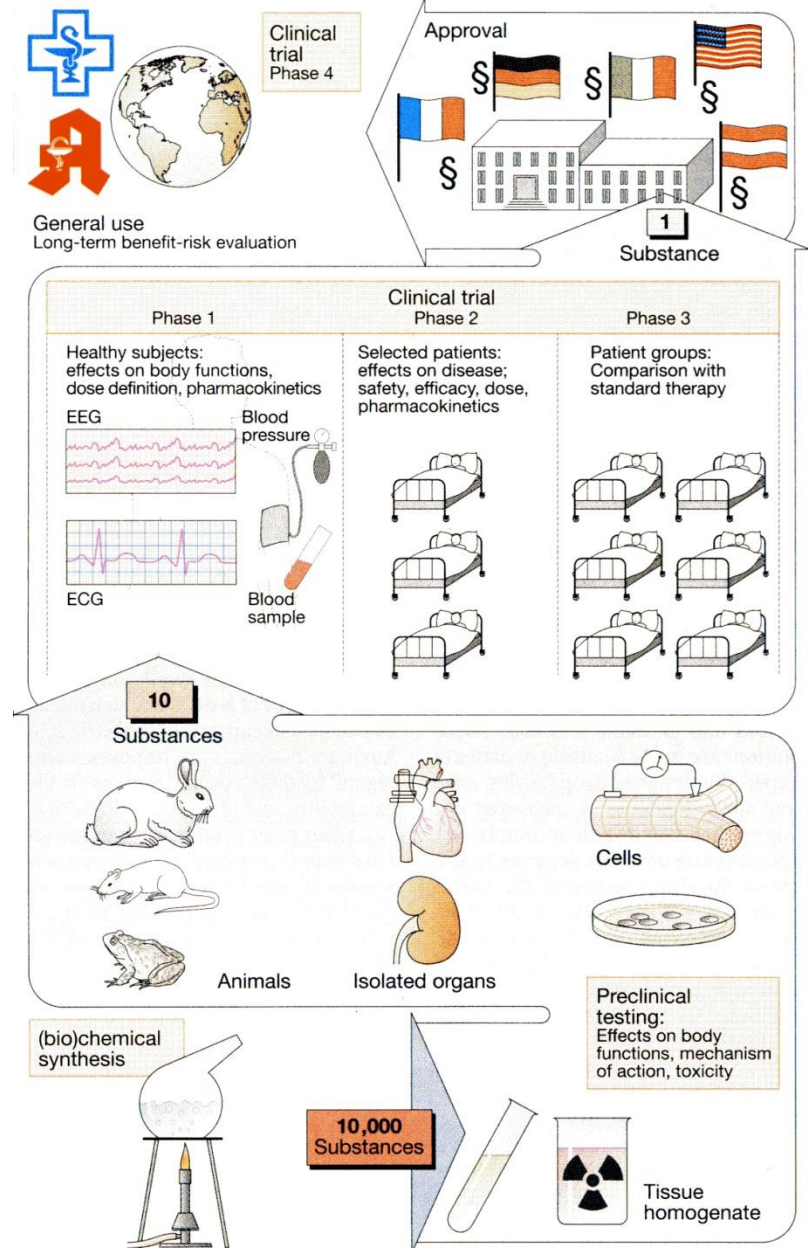 Clinical
trial
Phase 4
Approval
§
§
§
§
§
General use
Long-term benefit-risk evaluation
1
Substance
Clinical trial
Phase 1
Phase 2
Phase 3
Healthy subjects:
effects on body functions,
dose definition, pharmacokinetics
Selected patients:
effects on disease;
safety, efficacy, dose,
pharmacokinetics
Patient groups:
Comparison with
standard therapy
EEG
Blood
pressure
ECG
Blood
sample
10
Substances
Cells
Animals
Isolated organs
(bio)chemical
synthesis
Preclinical
testing:
Effects on body
functions, mechanism
of action, toxicity
10,000
Substances
Tissue
homogenate